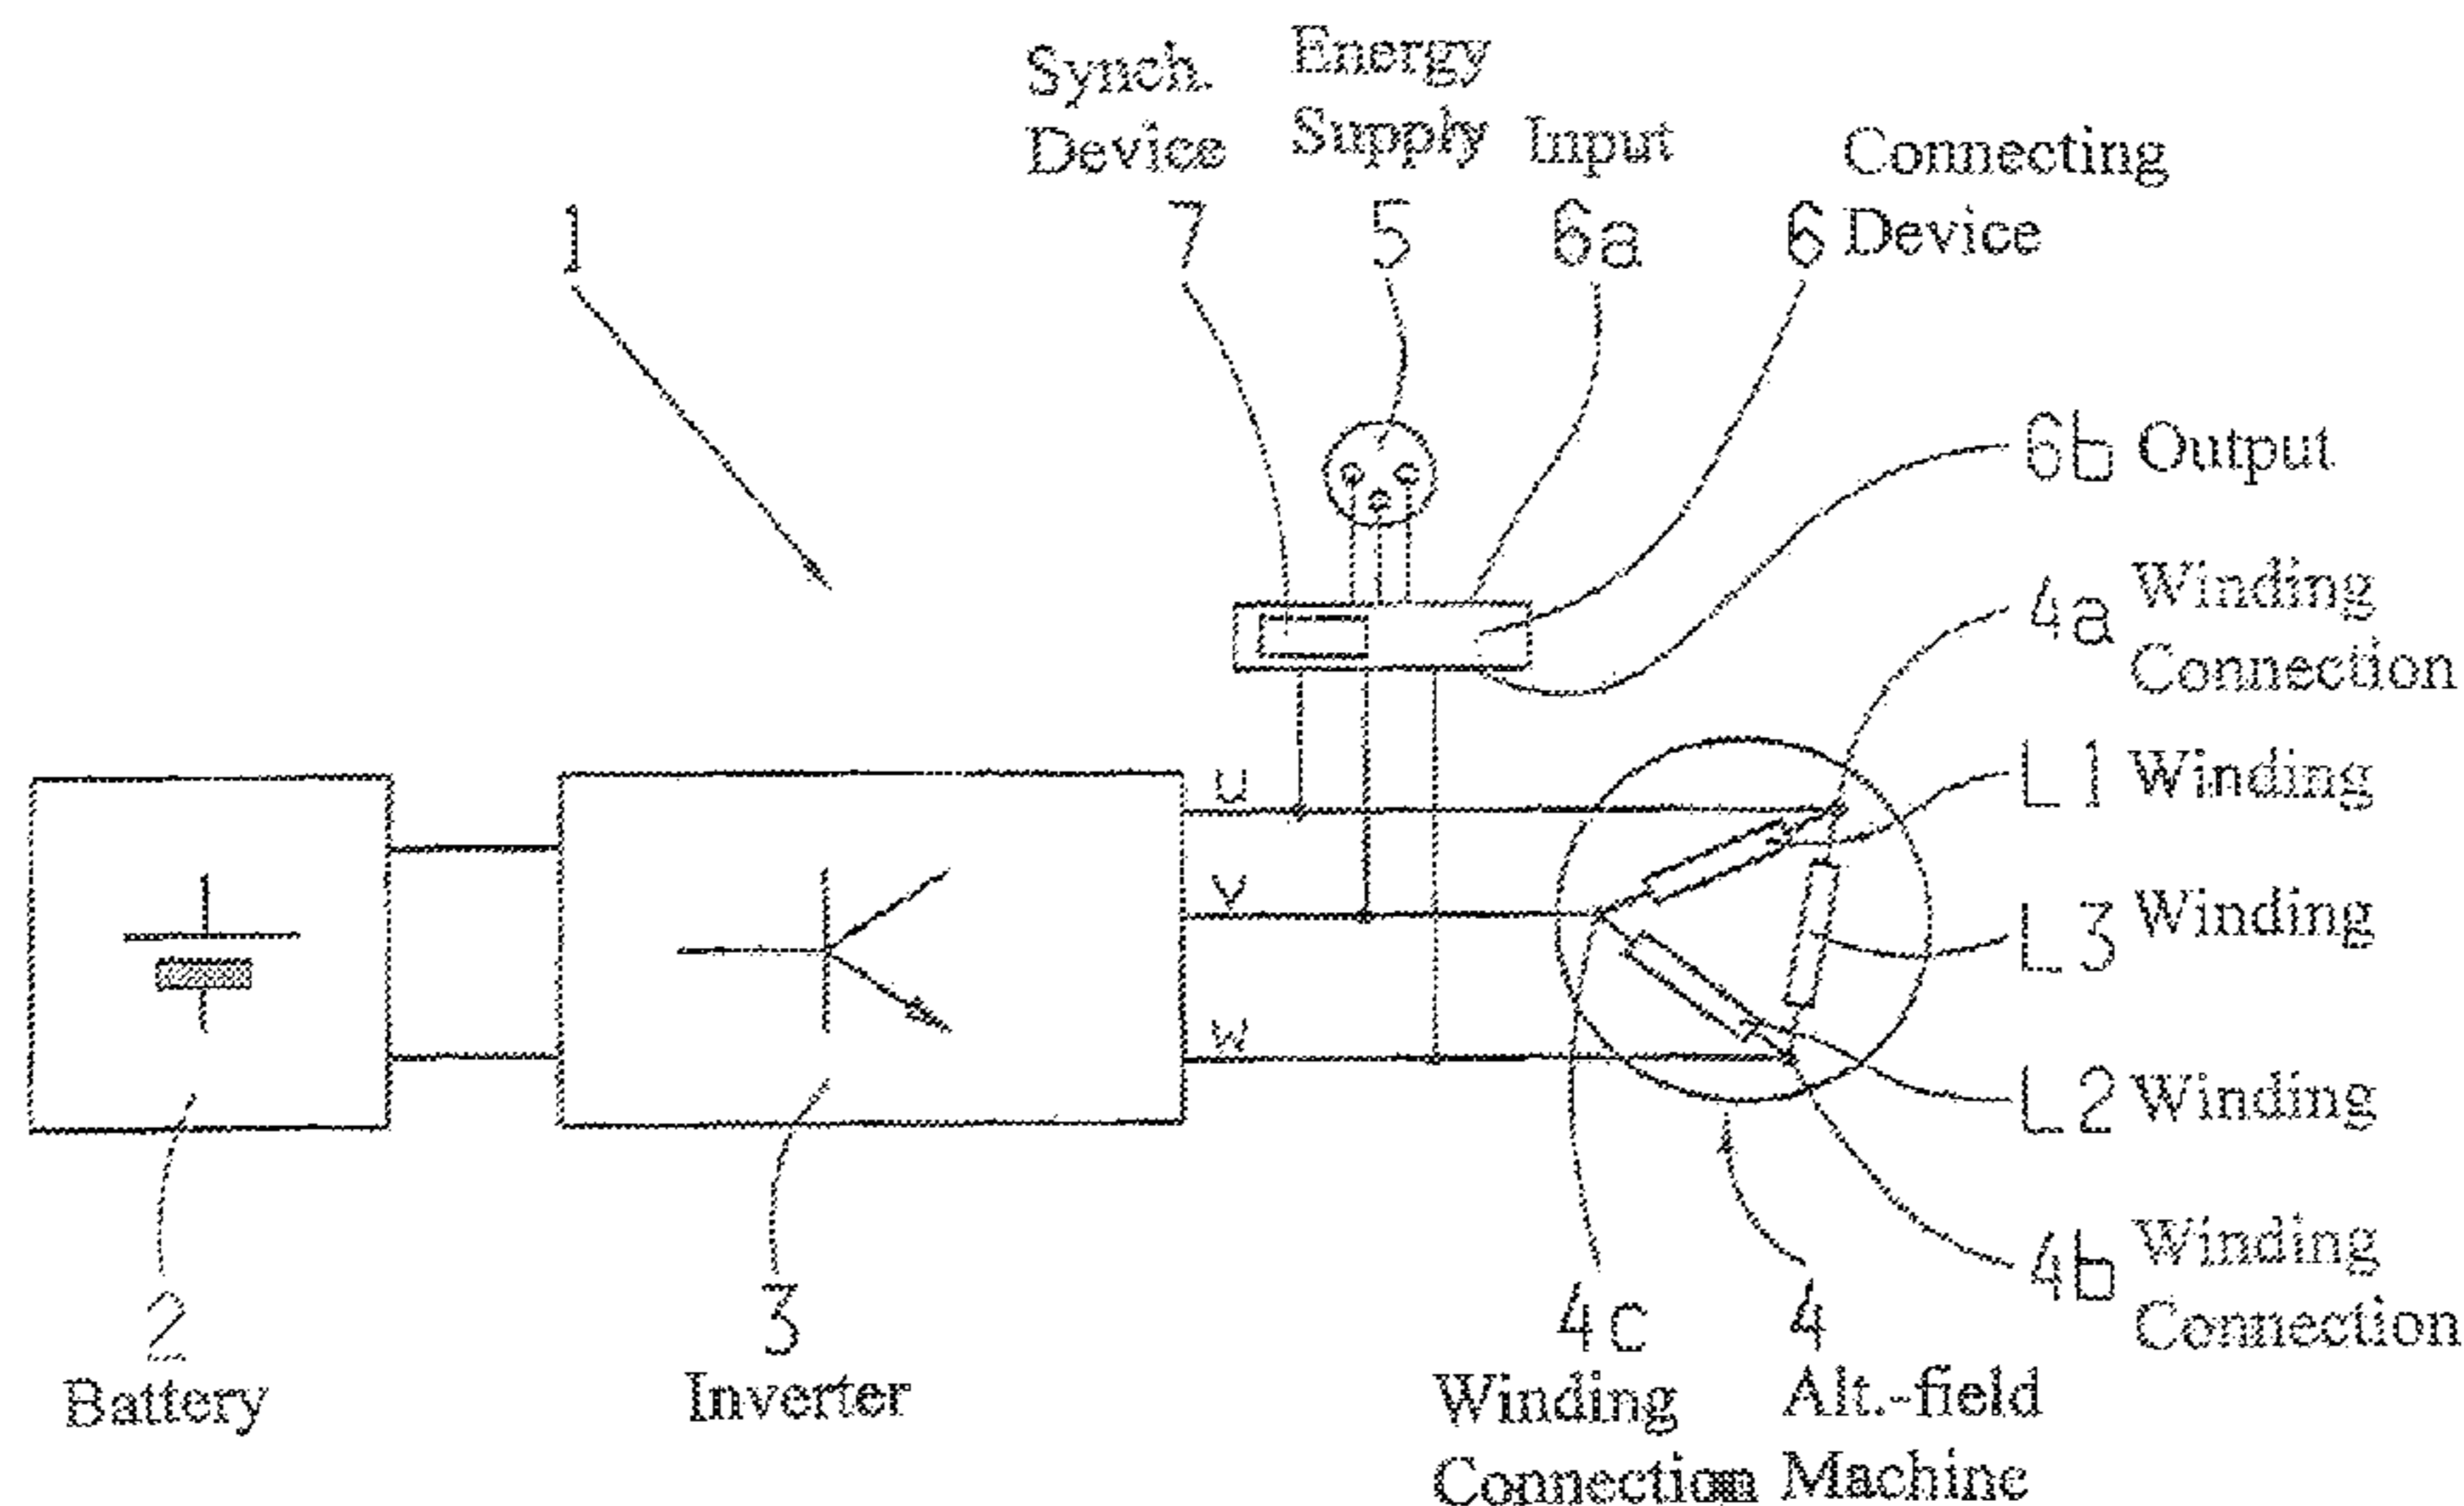 Synch.
Device
Energy
Supply
Input
Connecting
Device
1
7
5
6a
6
6b Output
4a Winding
Connection
L1 Winding
L3 Winding
L2 Winding
4b Winding
Connection
U
V
W
2
Battery
3
Inverter
4c
Winding
Connection
4
Alt.-field
Machine